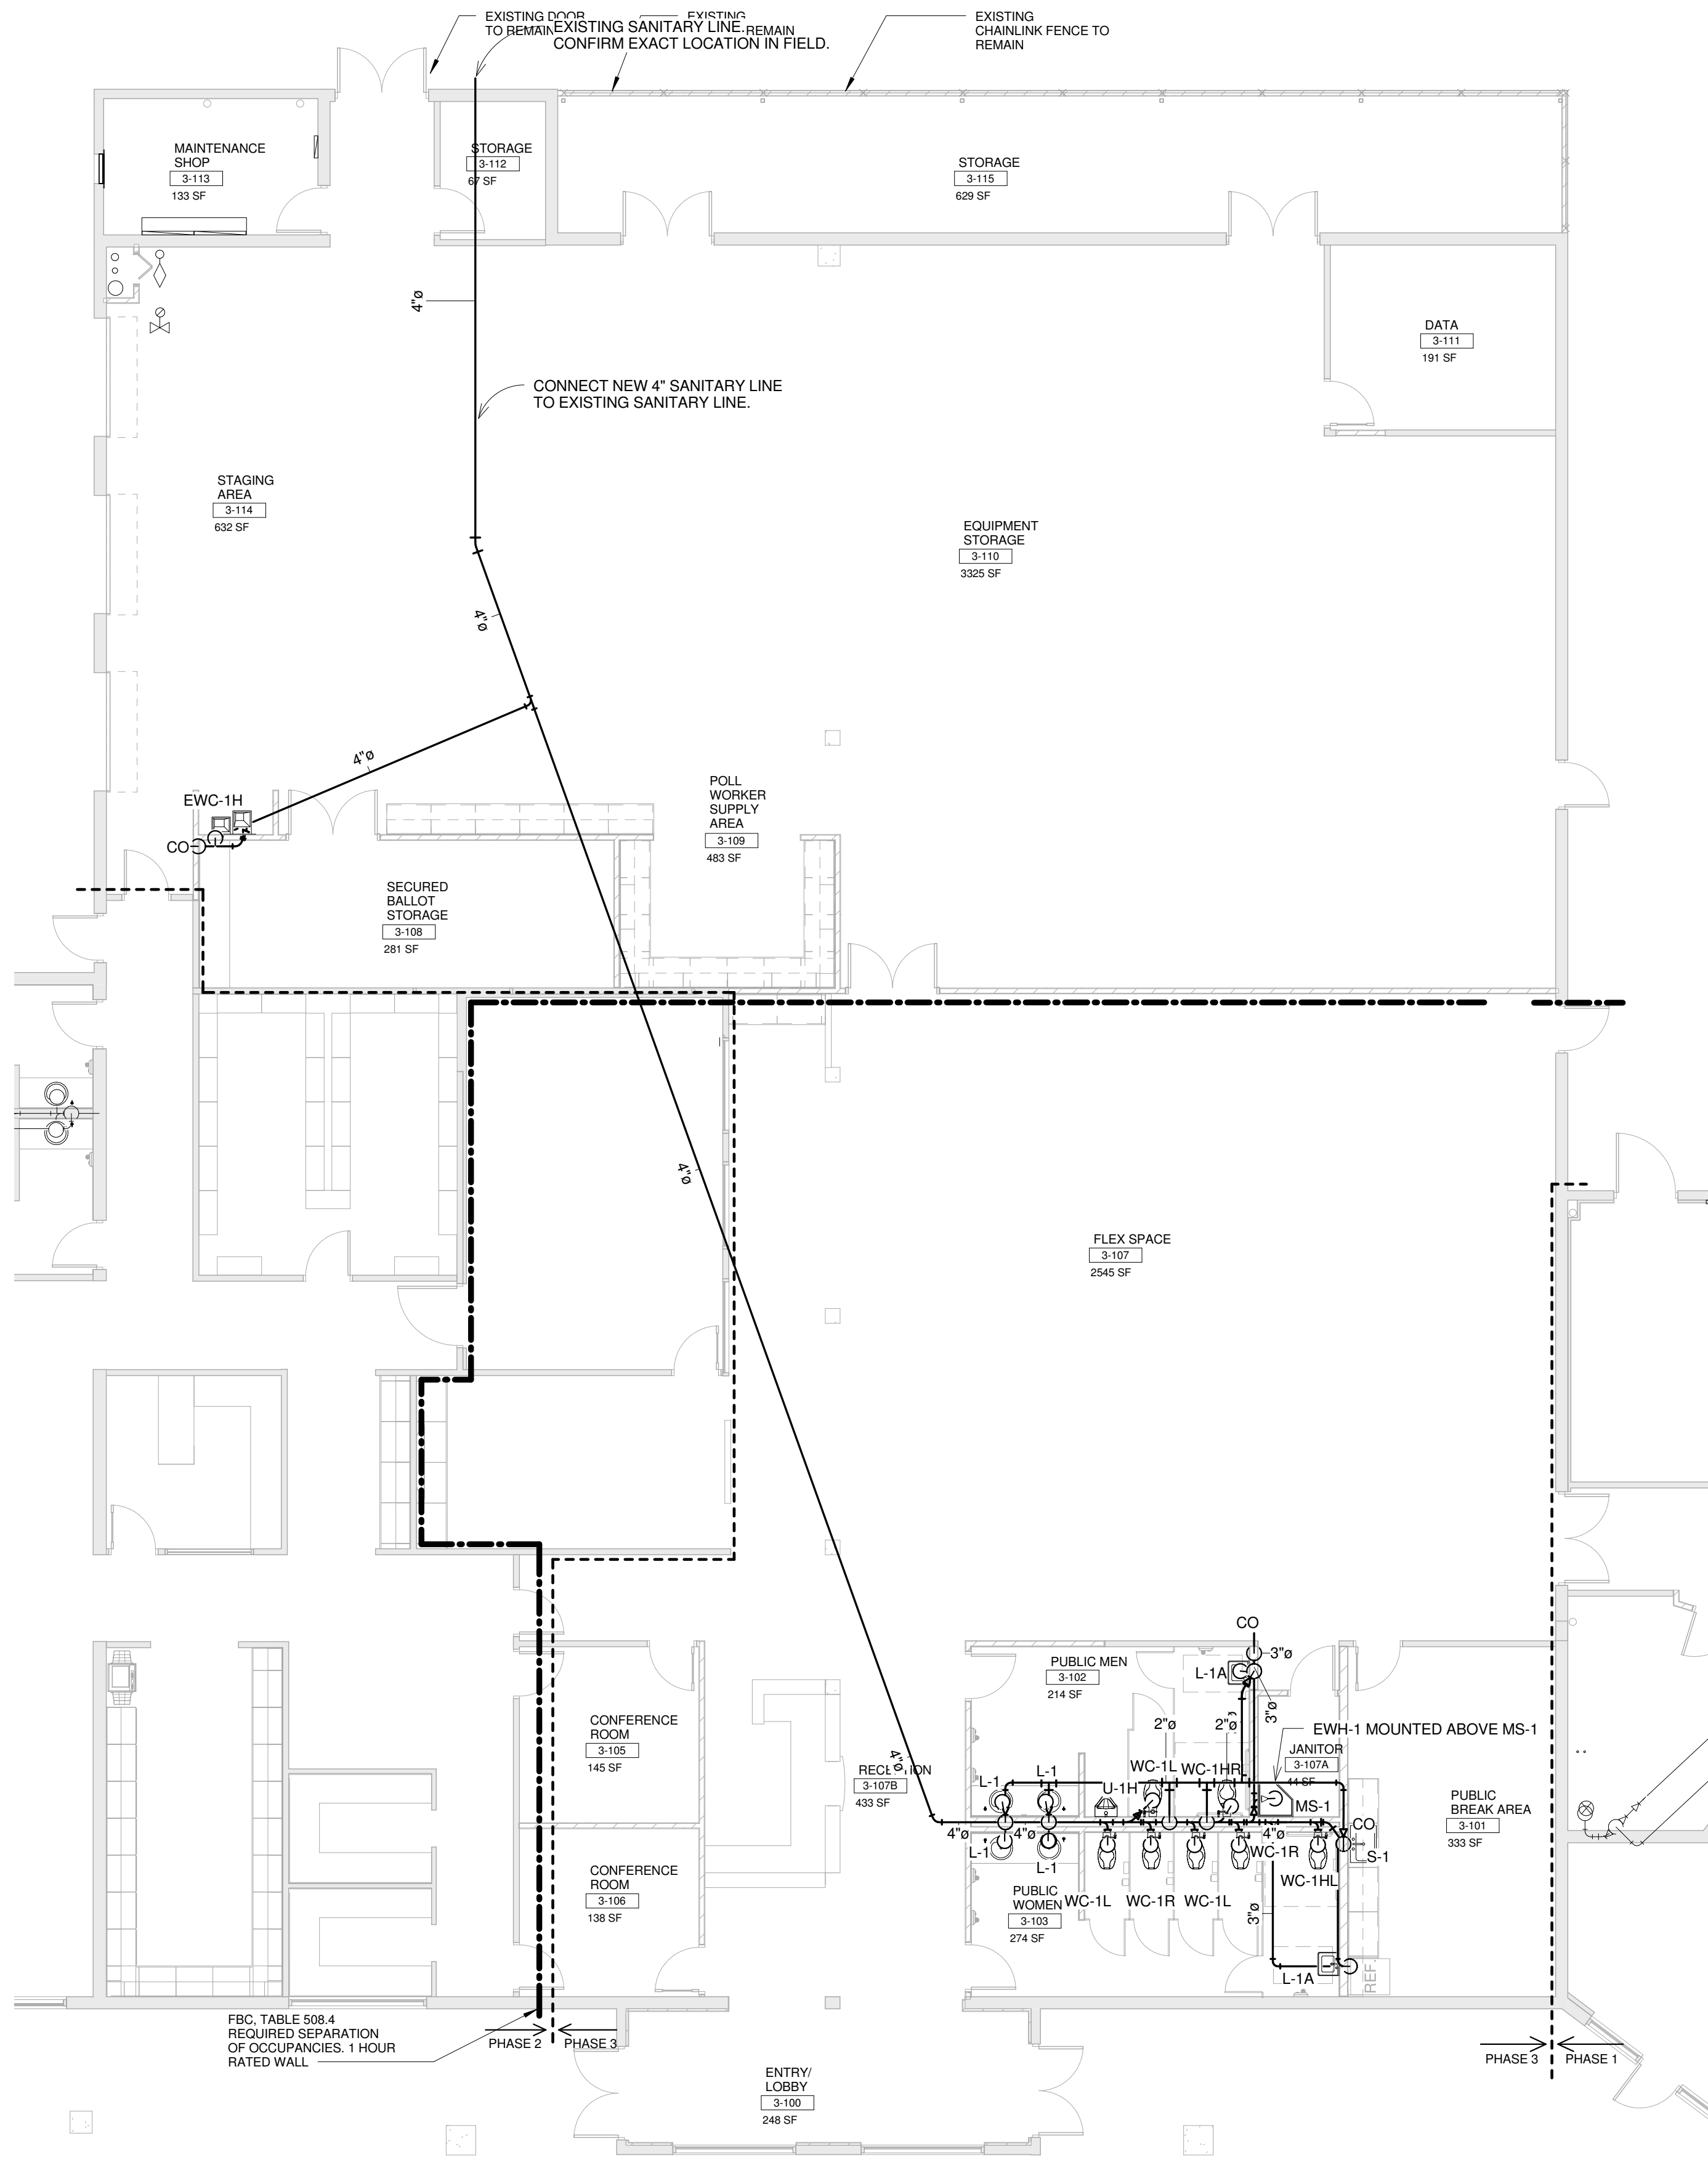 EXISTING DOOR
TO REMAIN
EXISTING
REMAIN
EXISTING SANITARY LINE.
CONFIRM EXACT LOCATION IN FIELD.
EXISTING
CHAINLINK FENCE TO
REMAIN
MAINTENANCE
SHOP
3-113
133 SF
STORAGE
3-112
67 SF
STORAGE
3-115
629 SF
4"ø
DATA
3-111
191 SF
CONNECT NEW 4" SANITARY LINE
TO EXISTING SANITARY LINE.
STAGING
AREA
3-114
632 SF
EQUIPMENT
STORAGE
3-110
3325 SF
4"ø
4"ø
EWC-1H
CO
POLL
WORKER
SUPPLY
AREA
3-109
483 SF
SECURED
BALLOT
STORAGE
3-108
281 SF
4"ø
FLEX SPACE
3-107
2545 SF
CO
3"ø
PUBLIC MEN
3-102
214 SF
L-1A
3"ø
2"ø
2"ø
EWH-1 MOUNTED ABOVE MS-1
CONFERENCE
ROOM
3-105
145 SF
4"ø
RECEPTION
3-107B
433 SF
JANITOR
3-107A
44 SF
L-1
L-1
U-1H
WC-1L
WC-1HR
MS-1
PUBLIC
BREAK AREA
3-101
333 SF
4"ø
4"ø
4"ø
CO
L-1
L-1
WC-1R
S-1
WC-1HL
CONFERENCE
ROOM
3-106
138 SF
PUBLIC
WOMEN
3-103
274 SF
WC-1L
WC-1R
WC-1L
3"ø
L-1A
REF.
FBC, TABLE 508.4
REQUIRED SEPARATION
OF OCCUPANCIES. 1 HOUR
RATED WALL
PHASE 2
PHASE 3
PHASE 3
PHASE 1
ENTRY/
LOBBY
3-100
248 SF